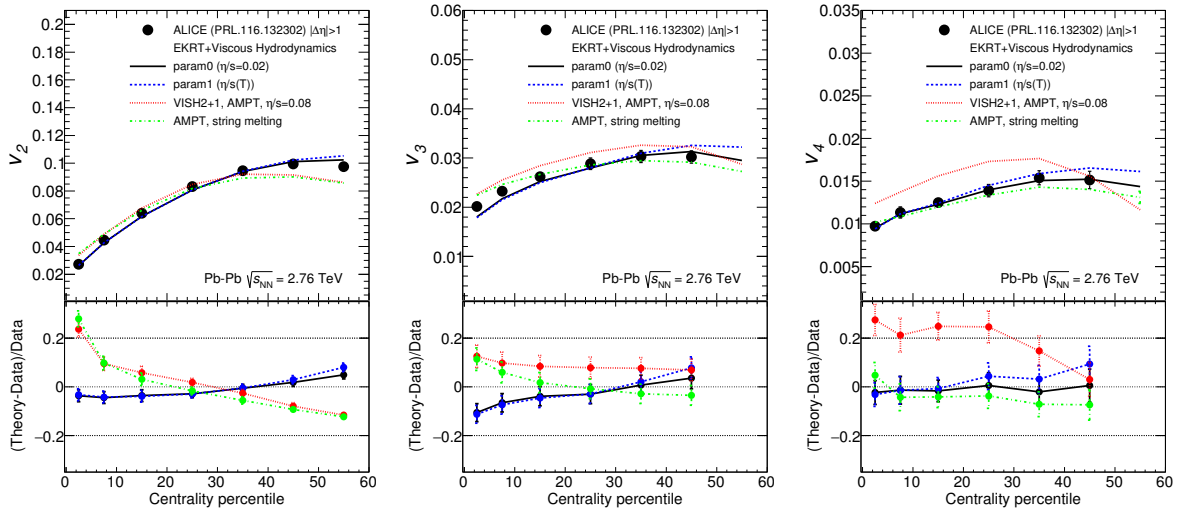 v2
0.2
0.18
0.16
0.14
0.12
0.1
0.08
0.06
0.04
0.02
ALICE (PRL.116.132302) |Δη|>1
EKRT+Viscous Hydrodynamics
param0 (η/s=0.02)
param1 (η/s(T))
VISH2+1, AMPT, η/s=0.08
AMPT, string melting
Pb-Pb √sNN = 2.76 TeV
(Theory-Data)/Data
0.2
0
−0.2
0 10 20 30 40 50 60
Centrality percentile
v3
0.06
0.05
0.04
0.03
0.02
0.01
ALICE (PRL.116.132302) |Δη|>1
EKRT+Viscous Hydrodynamics
param0 (η/s=0.02)
param1 (η/s(T))
VISH2+1, AMPT, η/s=0.08
AMPT, string melting
Pb-Pb √sNN = 2.76 TeV
(Theory-Data)/Data
0.2
0
−0.2
0 10 20 30 40 50 60
Centrality percentile
v4
0.035
0.03
0.025
0.02
0.015
0.01
0.005
ALICE (PRL.116.132302) |Δη|>1
EKRT+Viscous Hydrodynamics
param0 (η/s=0.02)
param1 (η/s(T))
VISH2+1, AMPT, η/s=0.08
AMPT, string melting
Pb-Pb √sNN = 2.76 TeV
(Theory-Data)/Data
0.2
0
−0.2
0 10 20 30 40 50 60
Centrality percentile